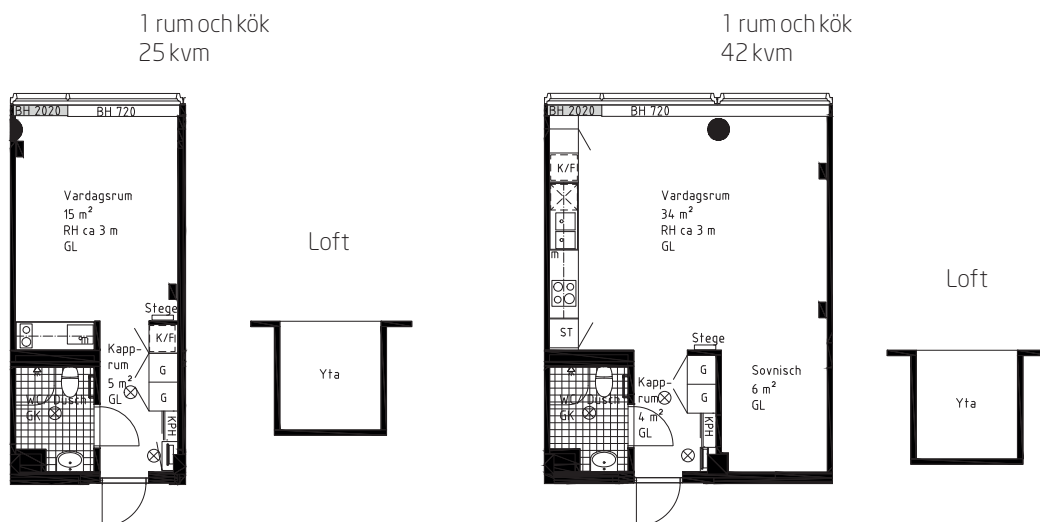 1 rum och kök
25 kvm
BH 2020 BH 720
Vardagsrum
15 m²
RH ca 3 m
GL
Loft
Stege
m
K/F
Kapp-
rum
5 m²
GL
G
G
WC/Dusch
GK
KPH
Yta
1 rum och kök
42 kvm
BH 2020 BH 720
K/F
Vardagsrum
34 m²
RH ca 3 m
GL
m
ST
Loft
Stege
Kapp-
rum
4 m²
GL
G
G
Sovnisch
6 m²
GL
WC/Dusch
GK
KPH
Yta